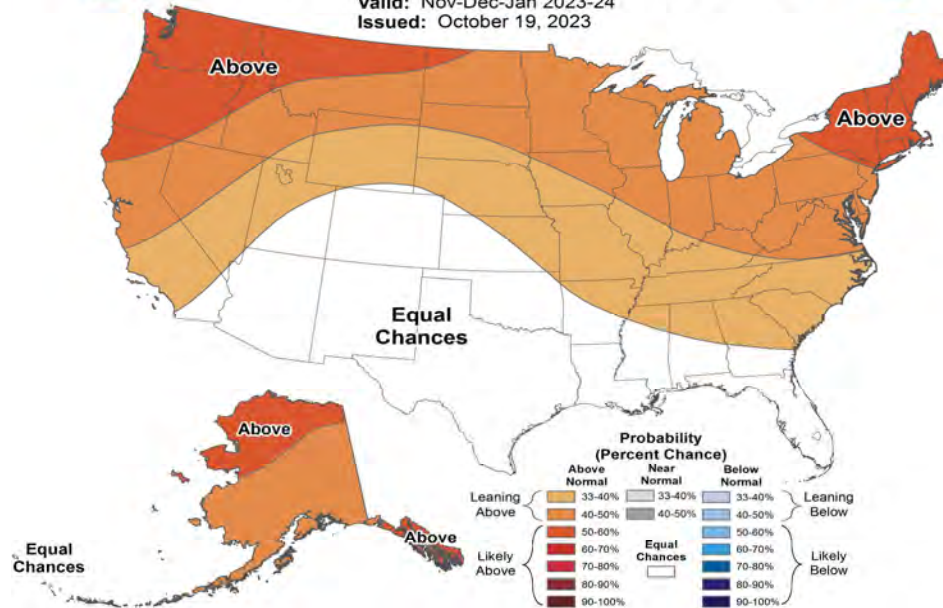 Valid: Nov-Dec-Jan 2023-24
Issued: October 19, 2023
Above
Above
Equal
Chances
Above
Above
Equal
Chances
Probability
(Percent Chance)
Above
Normal
Near
Normal
Below
Normal
Leaning
Above
33-40%
33-40%
33-40%
Leaning
Below
40-50%
40-50%
40-50%
Likely
Above
50-60%
60-70%
70-80%
80-90%
90-100%
Equal
Chances
50-60%
60-70%
70-80%
80-90%
90-100%
Likely
Below